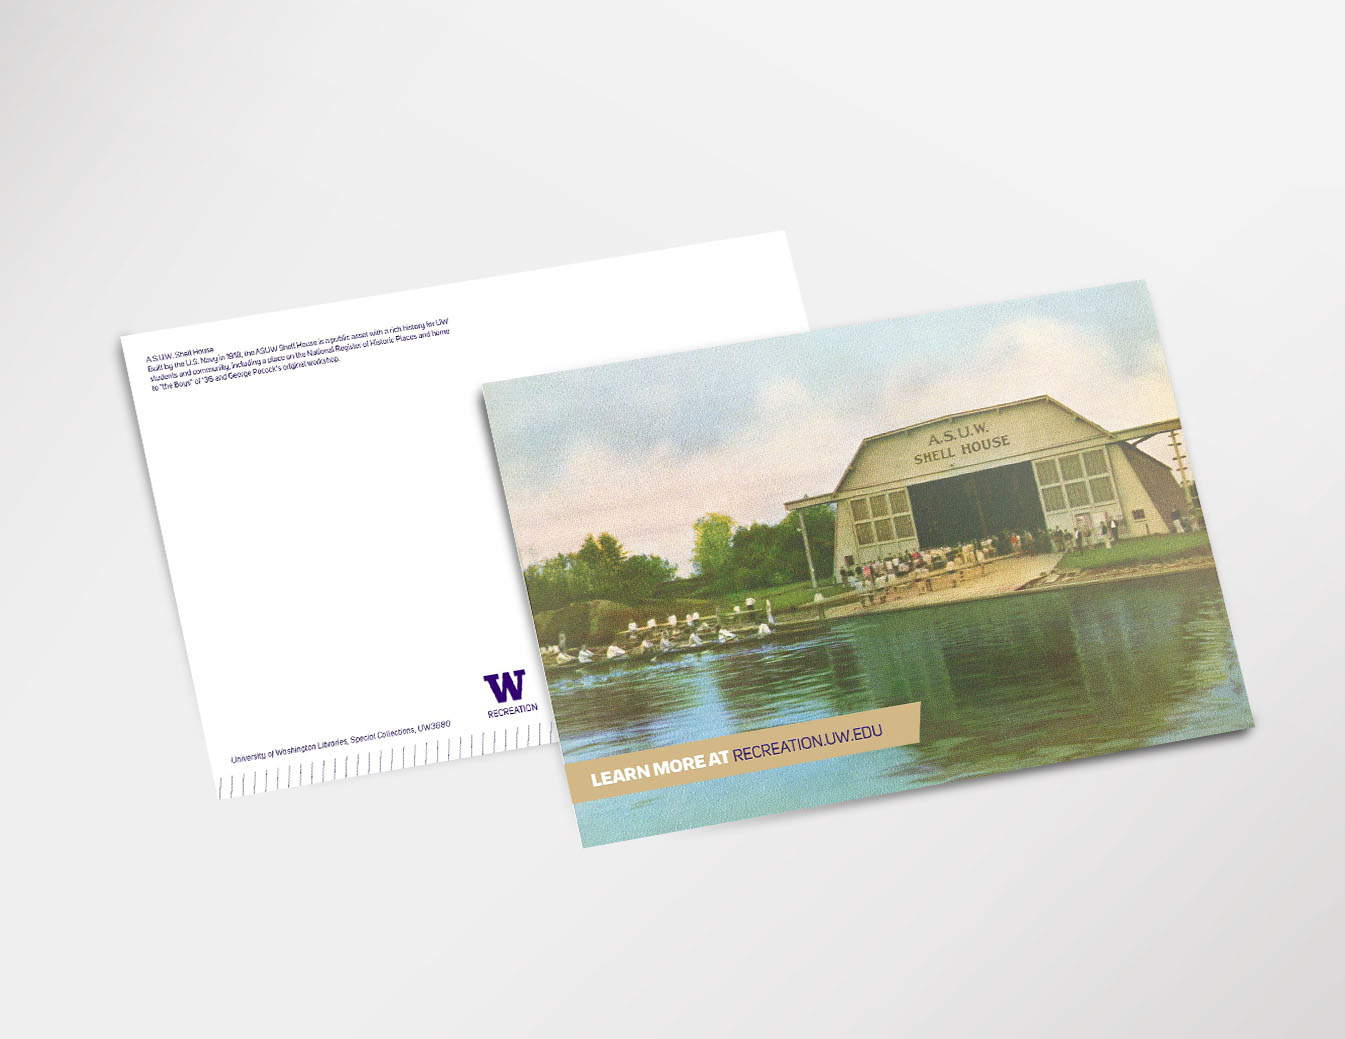 A.S.U.W. Shell House
Built by the U.S. Navy in 1918, the ASUW Shell House is a public asset with a rich history for UW
students and community, including a place on the National Register of Historic Places and home
to "the Boys" of '36 and George Pocock's original workshop.
W
RECREATION
University of Washington Libraries, Special Collections, UW3680
A.S.U.W.
SHELL HOUSE
LEARN MORE AT RECREATION.UW.EDU